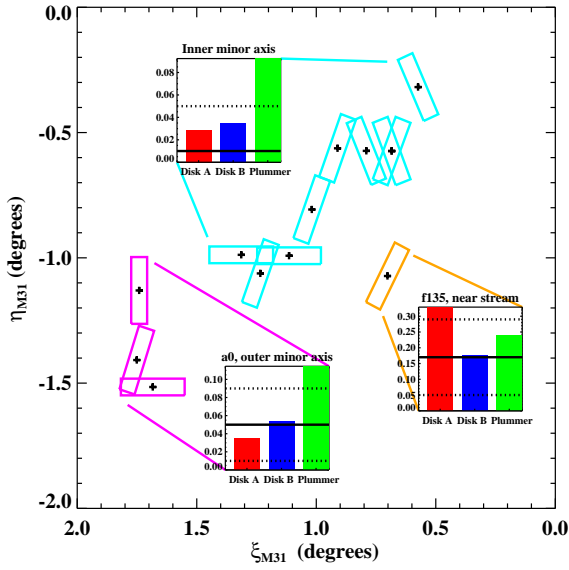 0.0
-0.5
-1.0
-1.5
-2.0
η_M31 (degrees)
2.0 1.5 1.0 0.5 0.0
ξ_M31 (degrees)
Inner minor axis
0.08
0.06
0.04
0.02
0.00
Disk A Disk B Plummer
f135, near stream
0.30
0.25
0.20
0.15
0.10
0.05
0.00
Disk A Disk B Plummer
a0, outer minor axis
0.10
0.08
0.06
0.04
0.02
0.00
Disk A Disk B Plummer